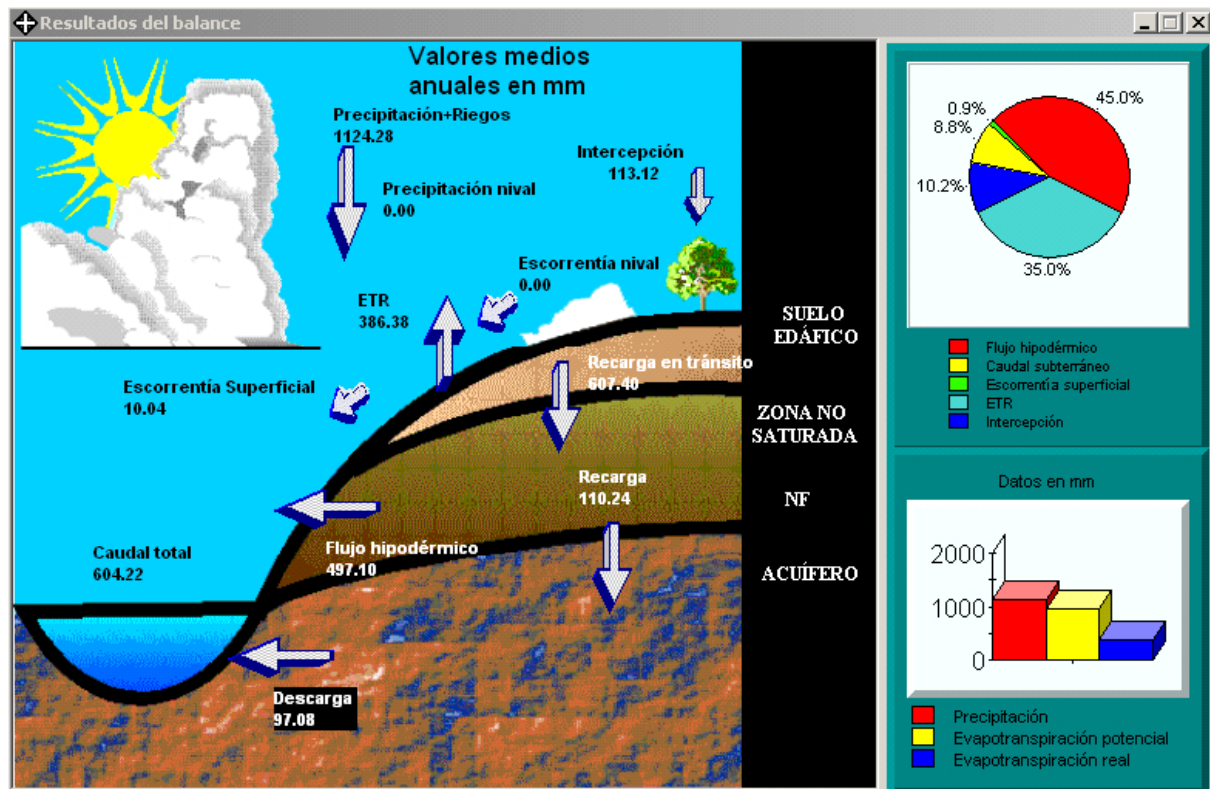 Resultados del balance
Valores medios
anuales en mm
Precipitación+Riegos
1124.28
Intercepción
113.12
Precipitación nival
0.00
Escorrentía nival
0.00
ETR
386.38
SUELO
EDÁFICO
Recarga en tránsito
607.40
Escorrentía Superficial
10.04
ZONA NO
SATURADA
Recarga
110.24
NF
Flujo hipodérmico
497.10
Caudal total
604.22
ACUÍFERO
Descarga
97.08
45.0%
0.9%
8.8%
10.2%
35.0%
Flujo hipodérmico
Caudal subterráneo
Escorrentía superficial
ETR
Intercepción
Datos en mm
2000
1000
0
Precipitación
Evapotranspiración potencial
Evapotranspiración real